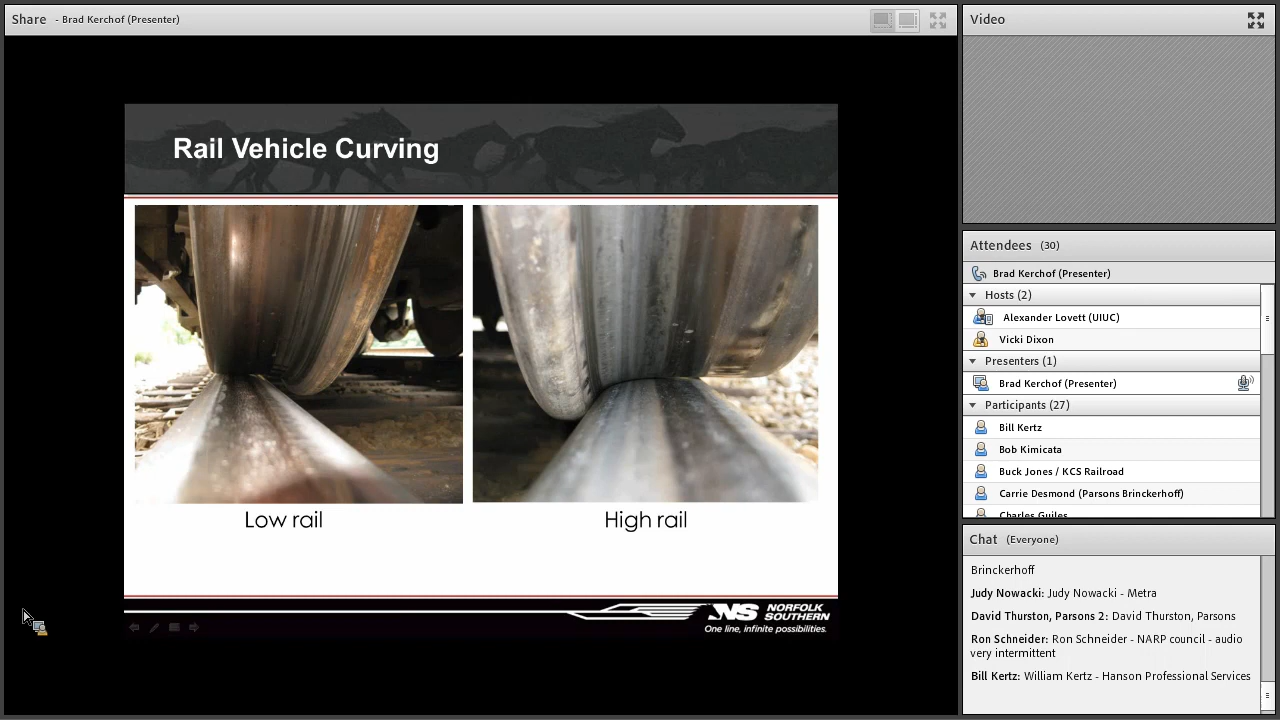 Share - Brad Kerchof (Presenter)
Rail Vehicle Curving
Low rail
High rail
NS NORFOLK
SOUTHERN
One line, infinite possibilities.
Video
Attendees (30)
Brad Kerchof (Presenter)
Hosts (2)
Alexander Lovett (UIUC)
Vicki Dixon
Presenters (1)
Brad Kerchof (Presenter)
Participants (27)
Bill Kertz
Bob Kimicata
Buck Jones / KCS Railroad
Carrie Desmond (Parsons Brinckerhoff)
Charles Guiles
Chat (Everyone)
Brinckerhoff
Judy Nowacki: Judy Nowacki - Metra
David Thurston, Parsons 2: David Thurston, Parsons
Ron Schneider: Ron Schneider - NARP council - audio
very intermittent
Bill Kertz: William Kertz - Hanson Professional Services